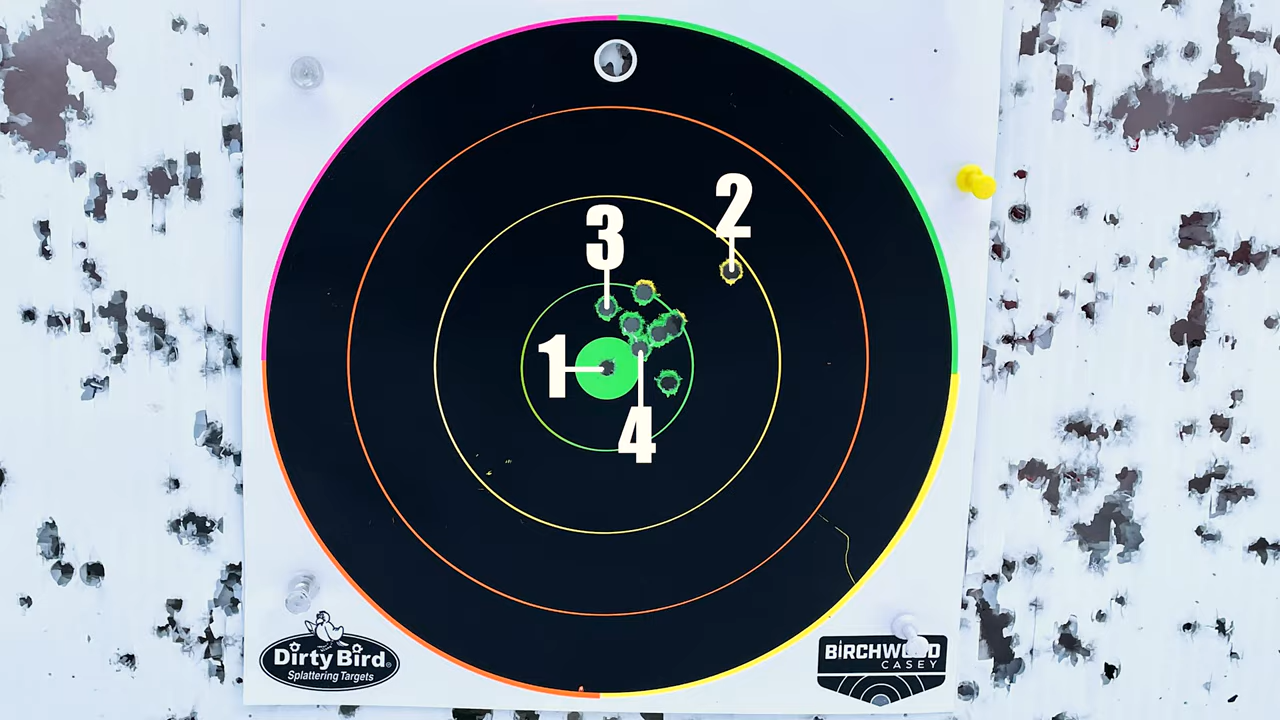 2
3
1
4
Dirty Bird®
Splattering Targets
BIRCHWOOD
CASEY